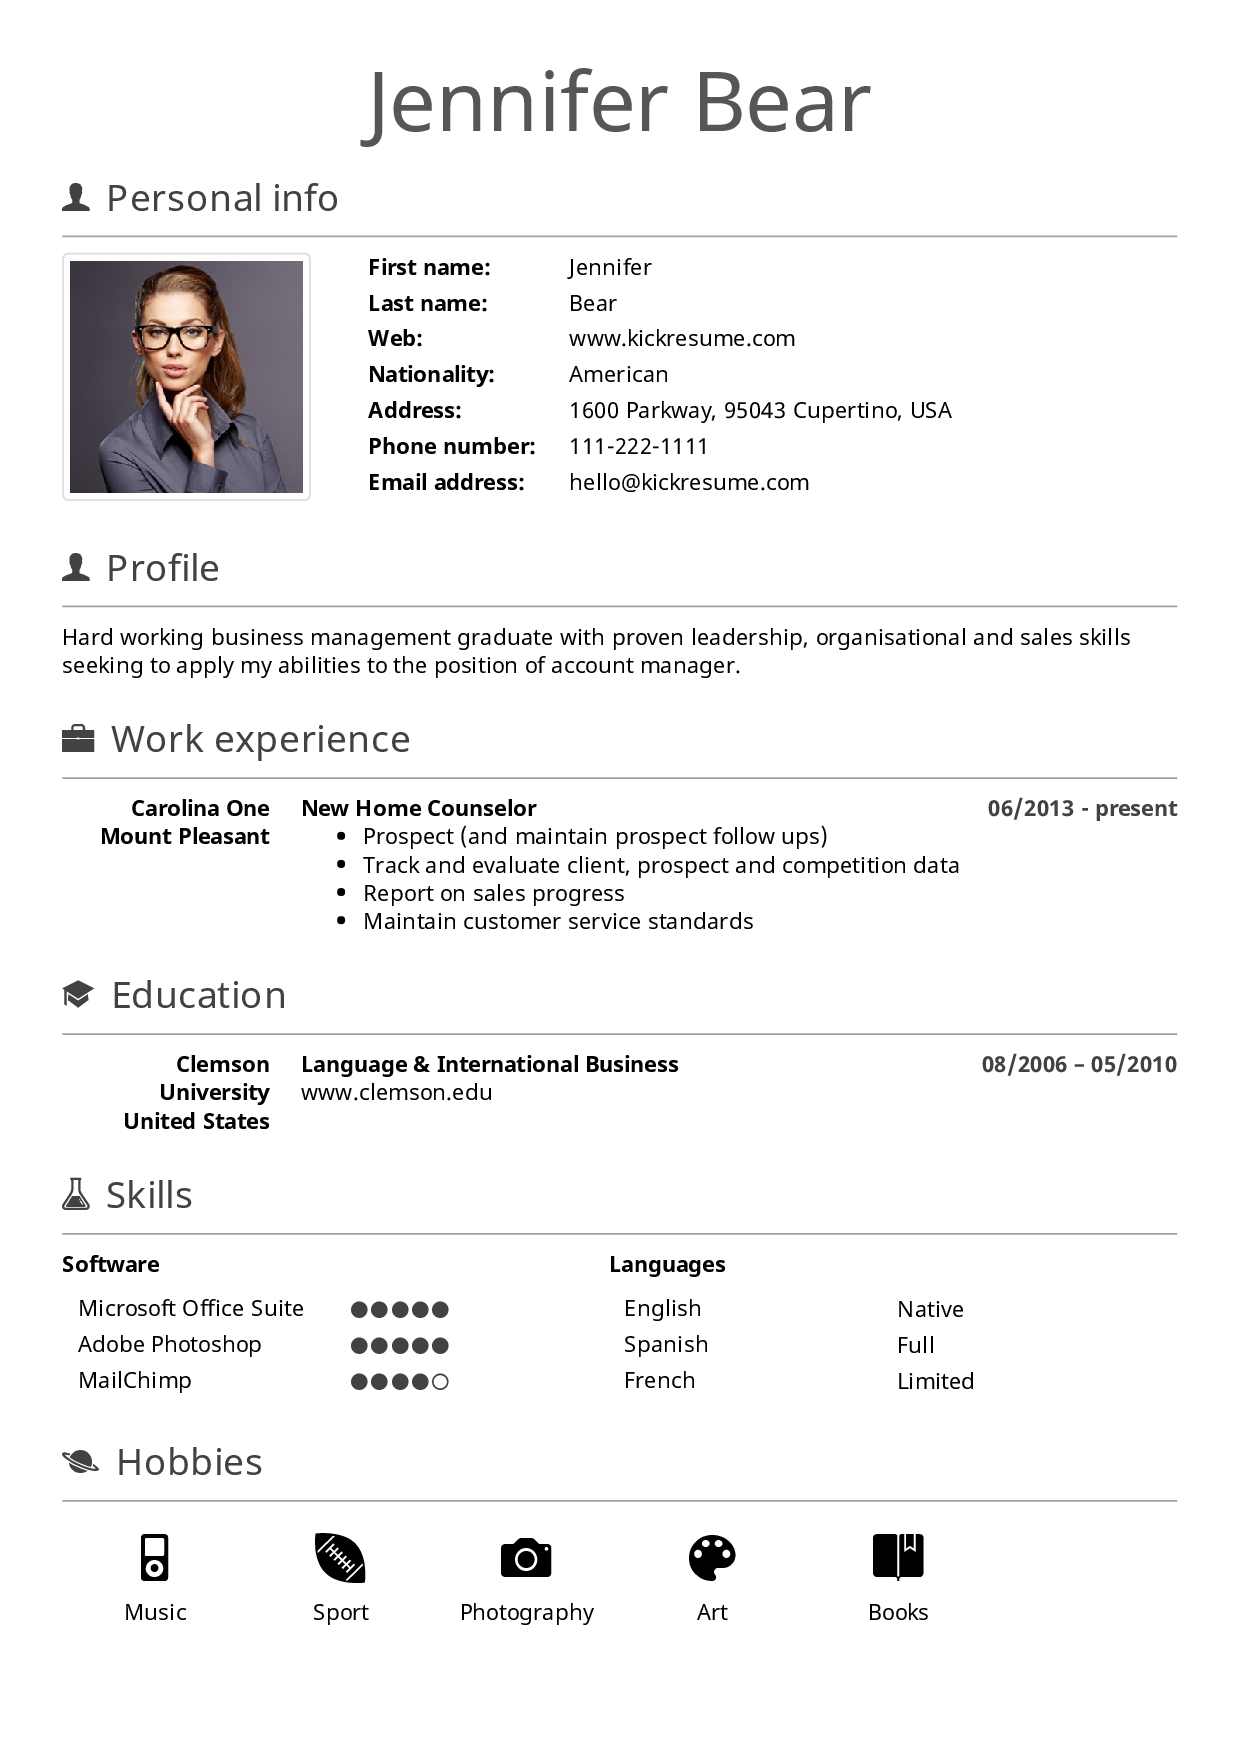 Jennifer Bear
Personal info
First name: Jennifer
Last name: Bear
Web: www.kickresume.com
Nationality: American
Address: 1600 Parkway, 95043 Cupertino, USA
Phone number: 111-222-1111
Email address: hello@kickresume.com
Profile
Hard working business management graduate with proven leadership, organisational and sales skills
seeking to apply my abilities to the position of account manager.
Work experience
Carolina One New Home Counselor 06/2013 - present
Mount Pleasant • Prospect (and maintain prospect follow ups)
• Track and evaluate client, prospect and competition data
• Report on sales progress
• Maintain customer service standards
Education
Clemson Language & International Business 08/2006 – 05/2010
University www.clemson.edu
United States
Skills
Software Languages
Microsoft Office Suite English Native
Adobe Photoshop Spanish Full
MailChimp French Limited
Hobbies
Music Sport Photography Art Books